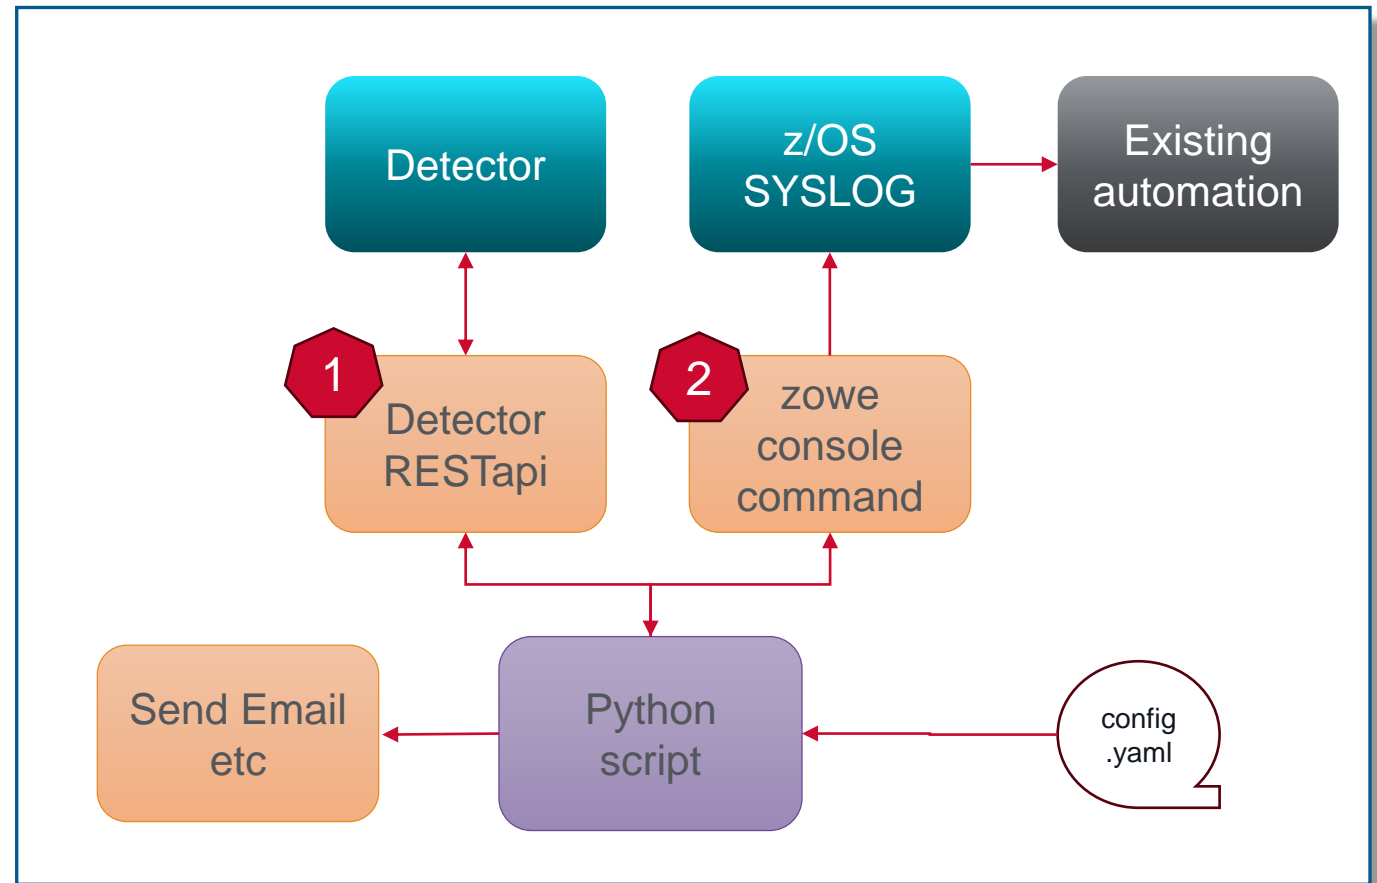 Detector
z/OS
SYSLOG
Existing
automation
1
Detector
RESTapi
2
zowe
console
command
Send Email
etc
Python
script
config
.yaml